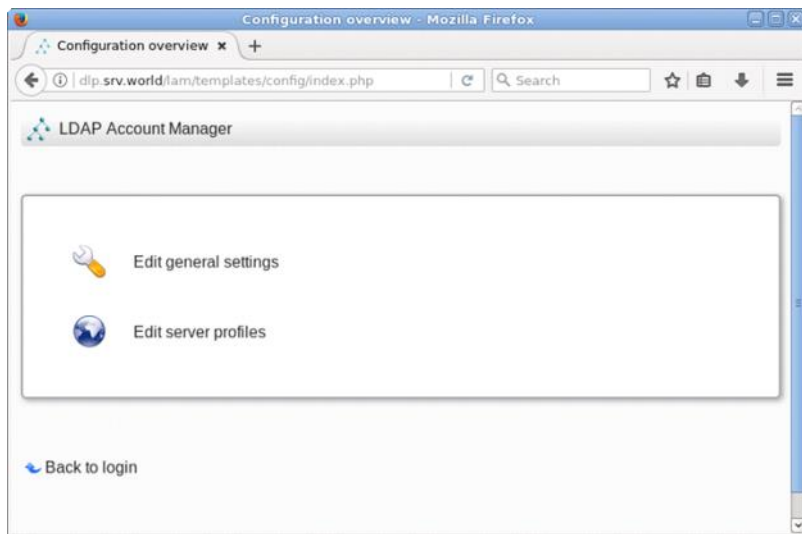 Configuration overview - Mozilla Firefox
Configuration overview
dlp.srv.world/lam/templates/config/index.php
Search
LDAP Account Manager
Edit general settings
Edit server profiles
Back to login